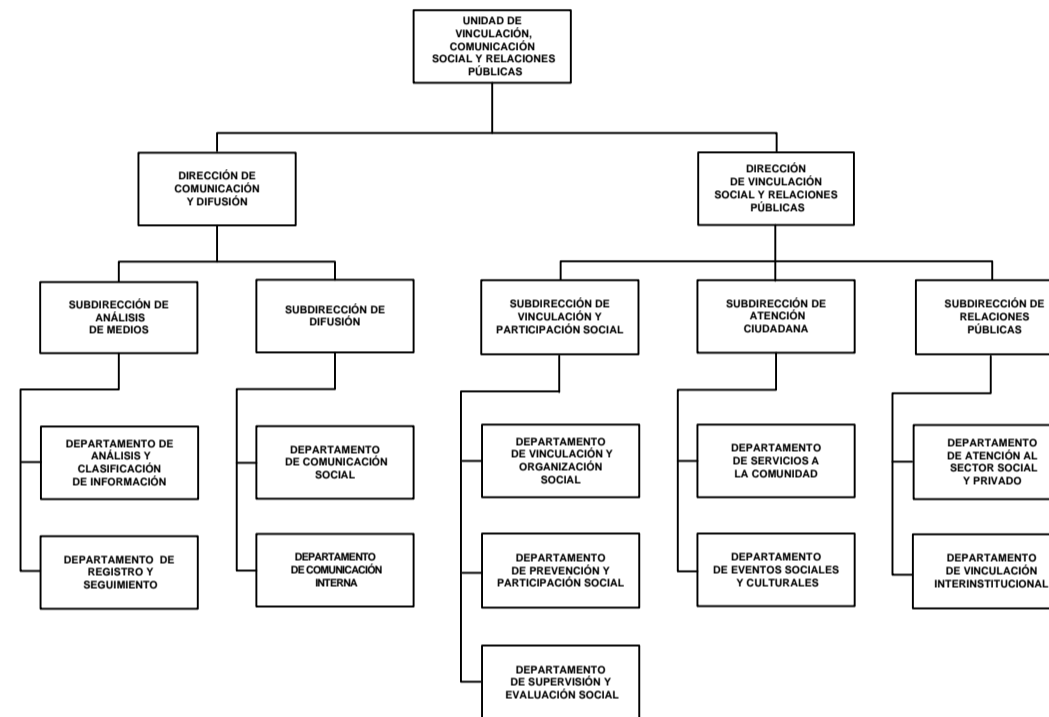 UNIDAD DE
VINCULACIÓN,
COMUNICACIÓN
SOCIAL Y RELACIONES
PÚBLICAS
DIRECCIÓN DE
COMUNICACIÓN
Y DIFUSIÓN
DIRECCIÓN
DE VINCULACIÓN
SOCIAL Y RELACIONES
PÚBLICAS
SUBDIRECCIÓN DE
ANÁLISIS
DE MEDIOS
SUBDIRECCIÓN DE
DIFUSIÓN
SUBDIRECCIÓN DE
VINCULACIÓN Y
PARTICIPACIÓN SOCIAL
SUBDIRECCIÓN DE
ATENCIÓN
CIUDADANA
SUBDIRECCIÓN DE
RELACIONES
PÚBLICAS
DEPARTAMENTO DE
ANÁLISIS Y
CLASIFICACIÓN
DE INFORMACIÓN
DEPARTAMENTO
DE COMUNICACIÓN
SOCIAL
DEPARTAMENTO
DE VINCULACIÓN Y
ORGANIZACIÓN
SOCIAL
DEPARTAMENTO
DE SERVICIOS A
LA COMUNIDAD
DEPARTAMENTO
DE ATENCIÓN AL
SECTOR SOCIAL
Y PRIVADO
DEPARTAMENTO DE
REGISTRO Y
SEGUIMIENTO
DEPARTAMENTO
DE COMUNICACIÓN
INTERNA
DEPARTAMENTO
DE PREVENCIÓN Y
PARTICIPACIÓN SOCIAL
DEPARTAMENTO
DE EVENTOS SOCIALES
Y CULTURALES
DEPARTAMENTO
DE VINCULACIÓN
INTERINSTITUCIONAL
DEPARTAMENTO
DE SUPERVISIÓN Y
EVALUACIÓN SOCIAL